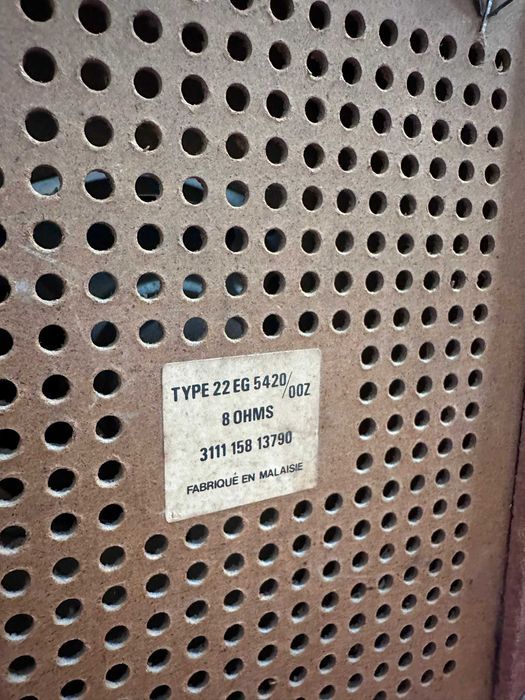 TYPE 22 EG 5420/00Z
8 OHMS
3111 158 13790
FABRIQUÉ EN MALAISIE